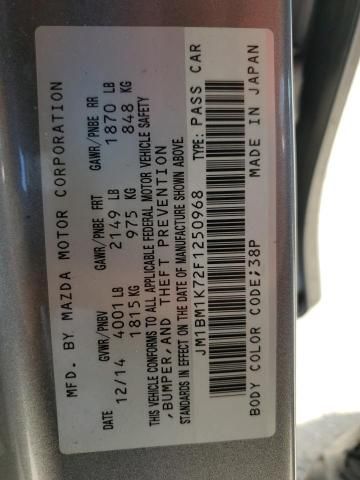 MFD. BY MAZDA MOTOR CORPORATION
GVWR/PNBV GAWR/PNBE FRT GAWR/PNBE RR
DATE 4001 LB 2149 LB 1870 LB
12/14 1815 KG 975 KG 848 KG
THIS VEHICLE CONFORMS TO ALL APPLICABLE FEDERAL MOTOR VEHICLE SAFETY
,BUMPER,AND THEFT PREVENTION
STANDARDS IN EFFECT ON THE DATE OF MANUFACTURE SHOWN ABOVE.
JM1BM1K72F1250968 TYPE: PASS CAR
BODY COLOR CODE;38P MADE IN JAPAN